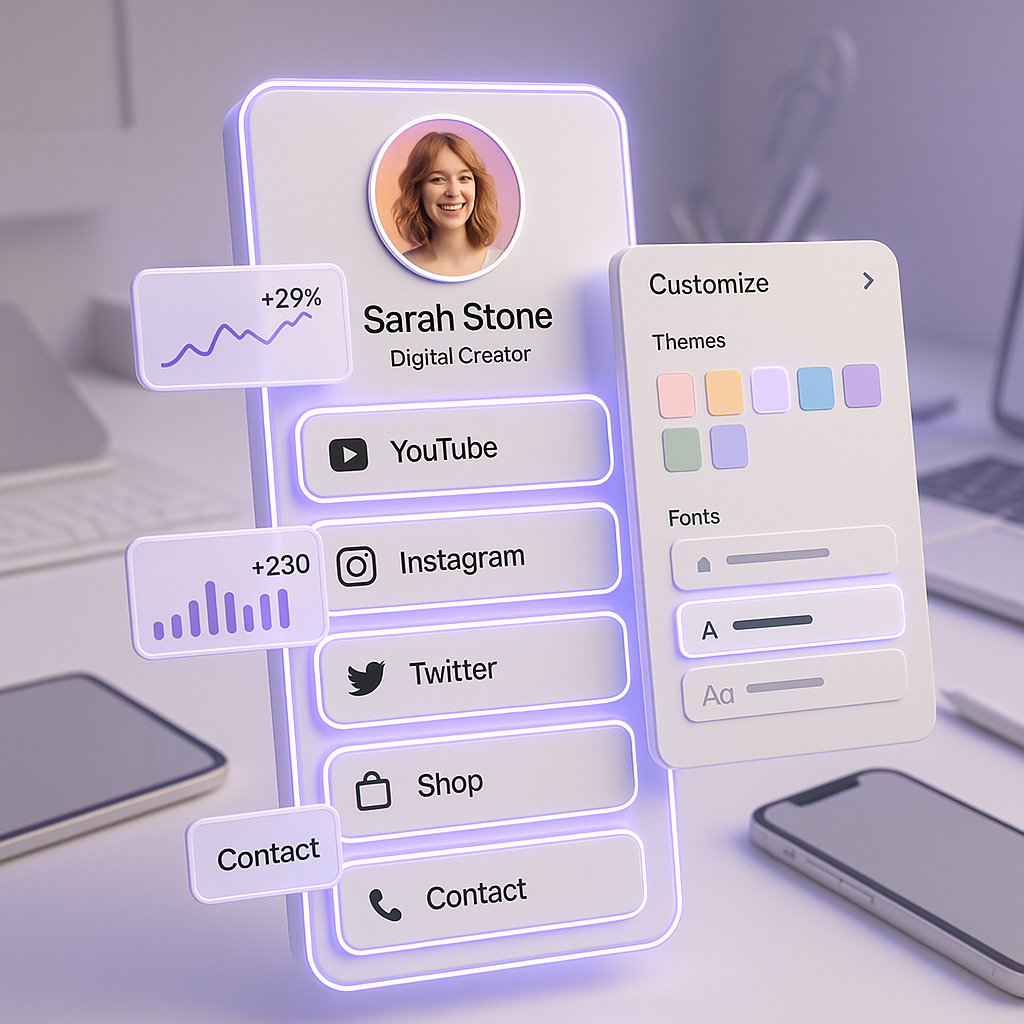 Sarah Stone
Digital Creator
+29%
YouTube
Instagram
+230
Twitter
Shop
Contact
Contact
Customize
Themes
Fonts
A
Aa